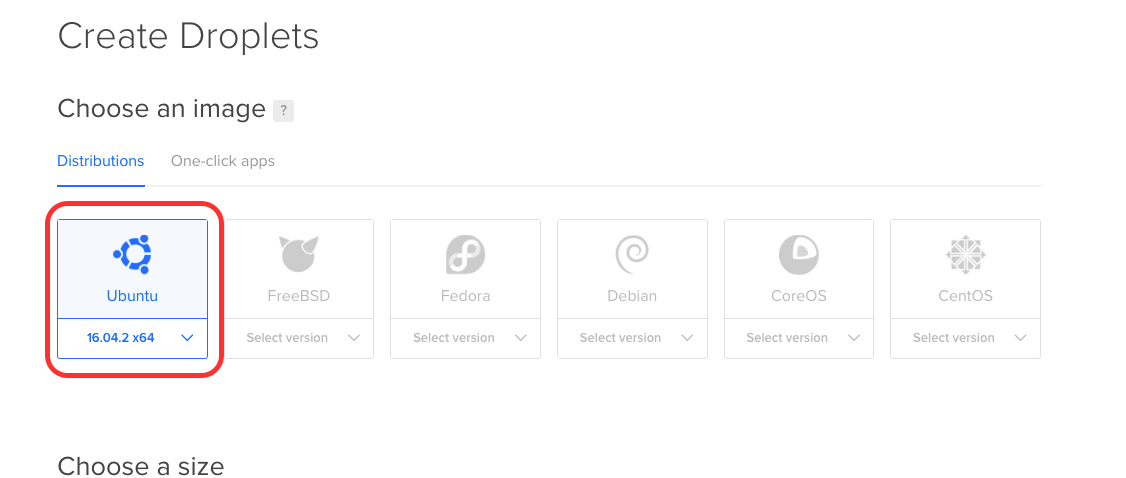 Create Droplets
Choose an image ?
Distributions One-click apps
Ubuntu FreeBSD Fedora Debian CoreOS CentOS
16.04.2 x64 Select version Select version Select version Select version Select version
Choose a size